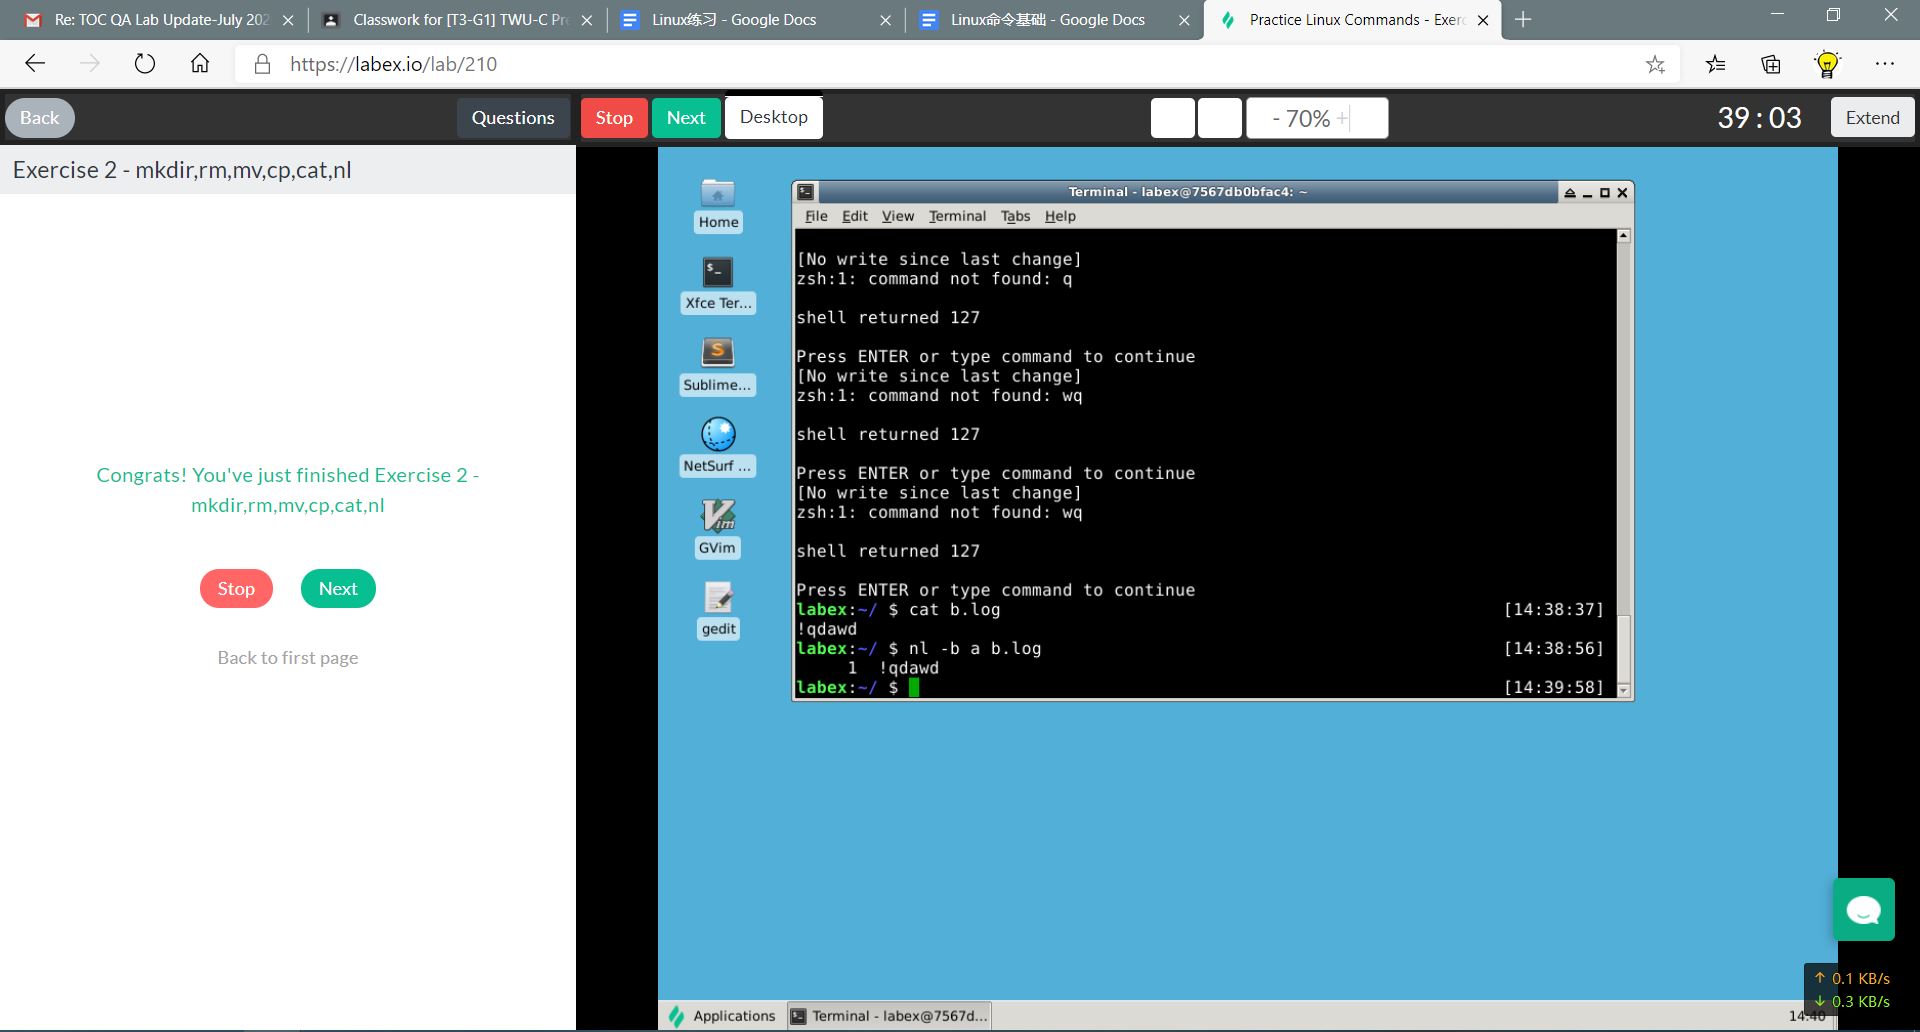 Re: TOC QA Lab Update-July 202
Classwork for [T3-G1] TWU-C Pre
Linux练习 - Google Docs
Linux命令基础 - Google Docs
Practice Linux Commands - Exerc
https://labex.io/lab/210
Back
Questions
Stop
Next
Desktop
- 70% +
39 : 03
Extend
Exercise 2 - mkdir,rm,mv,cp,cat,nl
Congrats! You've just finished Exercise 2 -
mkdir,rm,mv,cp,cat,nl
Stop
Next
Back to first page
Home
Xfce Ter...
Sublime...
NetSurf ...
GVim
gedit
Terminal - labex@7567db0bfac4: ~
File Edit View Terminal Tabs Help
[No write since last change]
zsh:1: command not found: q
shell returned 127
Press ENTER or type command to continue
[No write since last change]
zsh:1: command not found: wq
shell returned 127
Press ENTER or type command to continue
[No write since last change]
zsh:1: command not found: wq
shell returned 127
Press ENTER or type command to continue
labex:~/ $ cat b.log [14:38:37]
!qdawd
labex:~/ $ nl -b a b.log [14:38:56]
1 !qdawd
labex:~/ $ [14:39:58]
↑ 0.1 KB/s
↓ 0.3 KB/s
Applications
Terminal - labex@7567d...
14:40